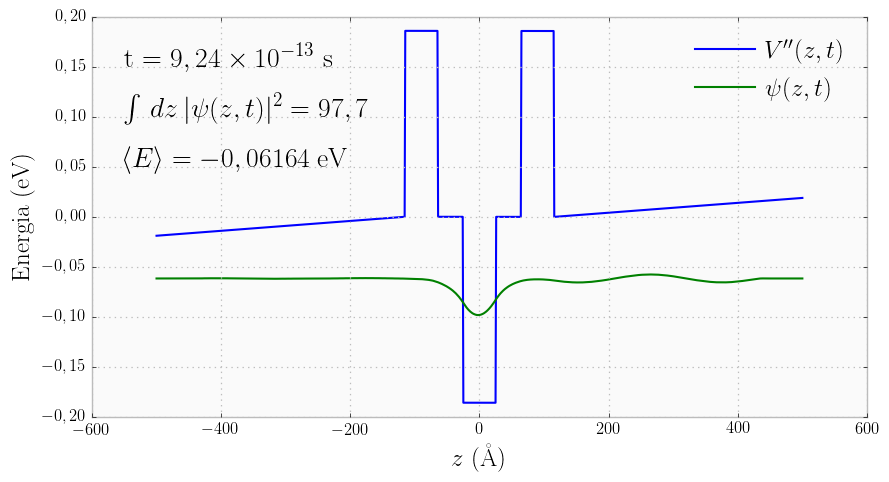 t = 9, 24 × 10⁻¹³ s
∫ dz |ψ(z, t)|² = 97, 7
⟨E⟩ = −0, 06164 eV
V′′(z, t)
ψ(z, t)
Energia (eV)
0, 20
0, 15
0, 10
0, 05
0, 00
−0, 05
−0, 10
−0, 15
−0, 20
−600 −400 −200 0 200 400 600
z (Å)